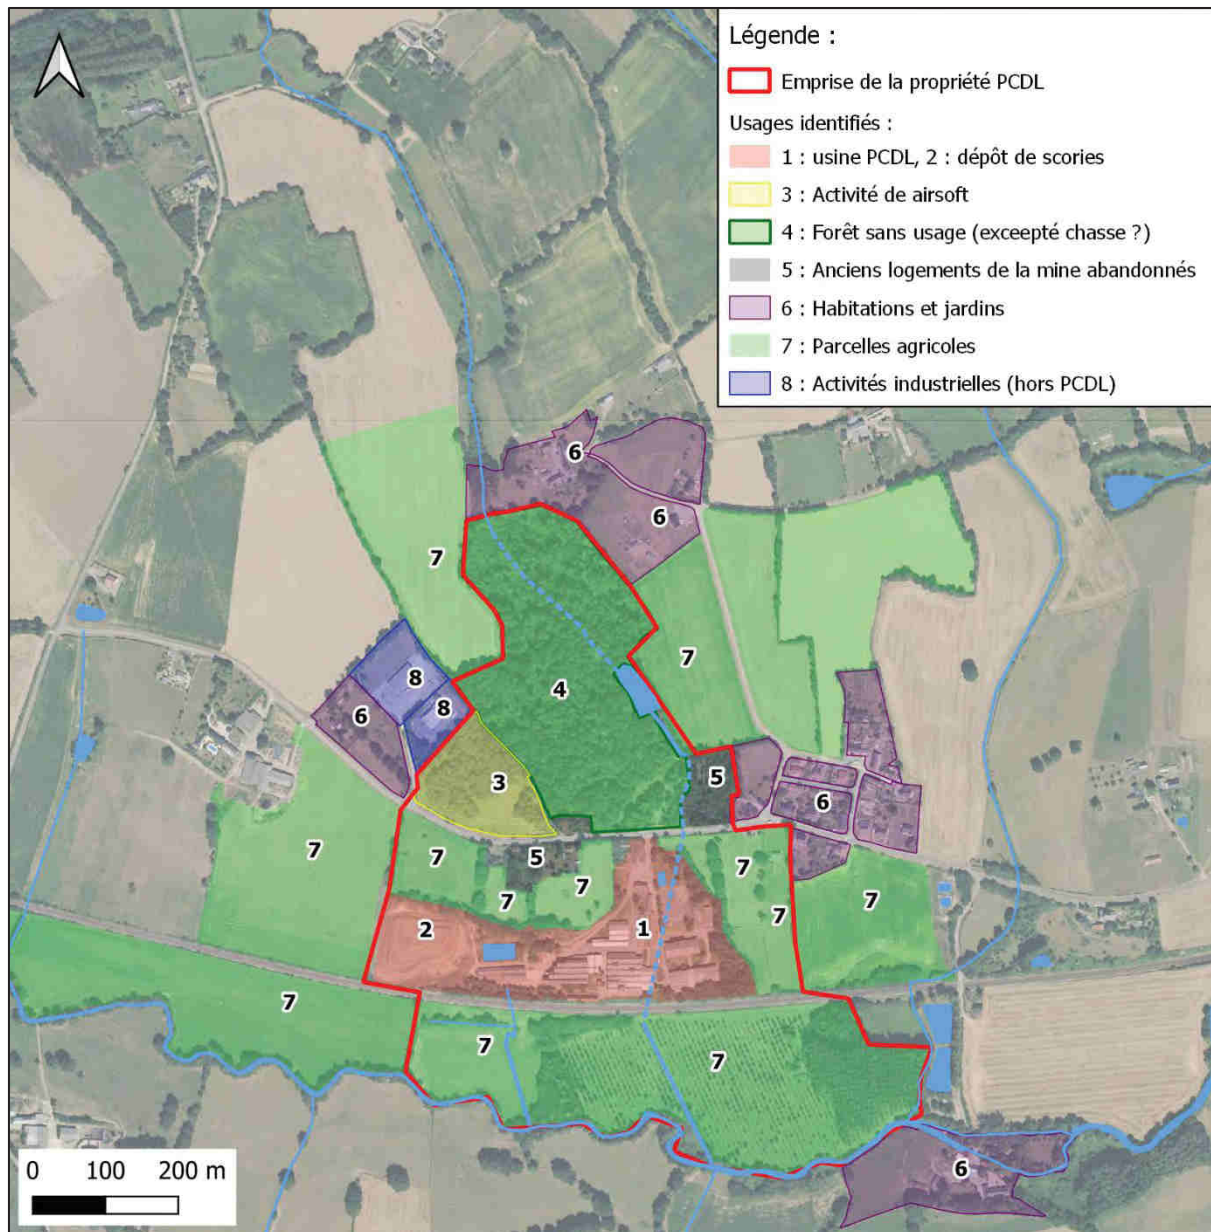 Légende :
Emprise de la propriété PCDL
Usages identifiés :
1 : usine PCDL, 2 : dépôt de scories
3 : Activité de airsoft
4 : Forêt sans usage (exceepté chasse ?)
5 : Anciens logements de la mine abandonnés
6 : Habitations et jardins
7 : Parcelles agricoles
8 : Activités industrielles (hors PCDL)
6
6
7
7
8
4
8
6
5
3
6
7
7
5
7
7
7
7
7
2
1
7
7
7
6
0 100 200 m